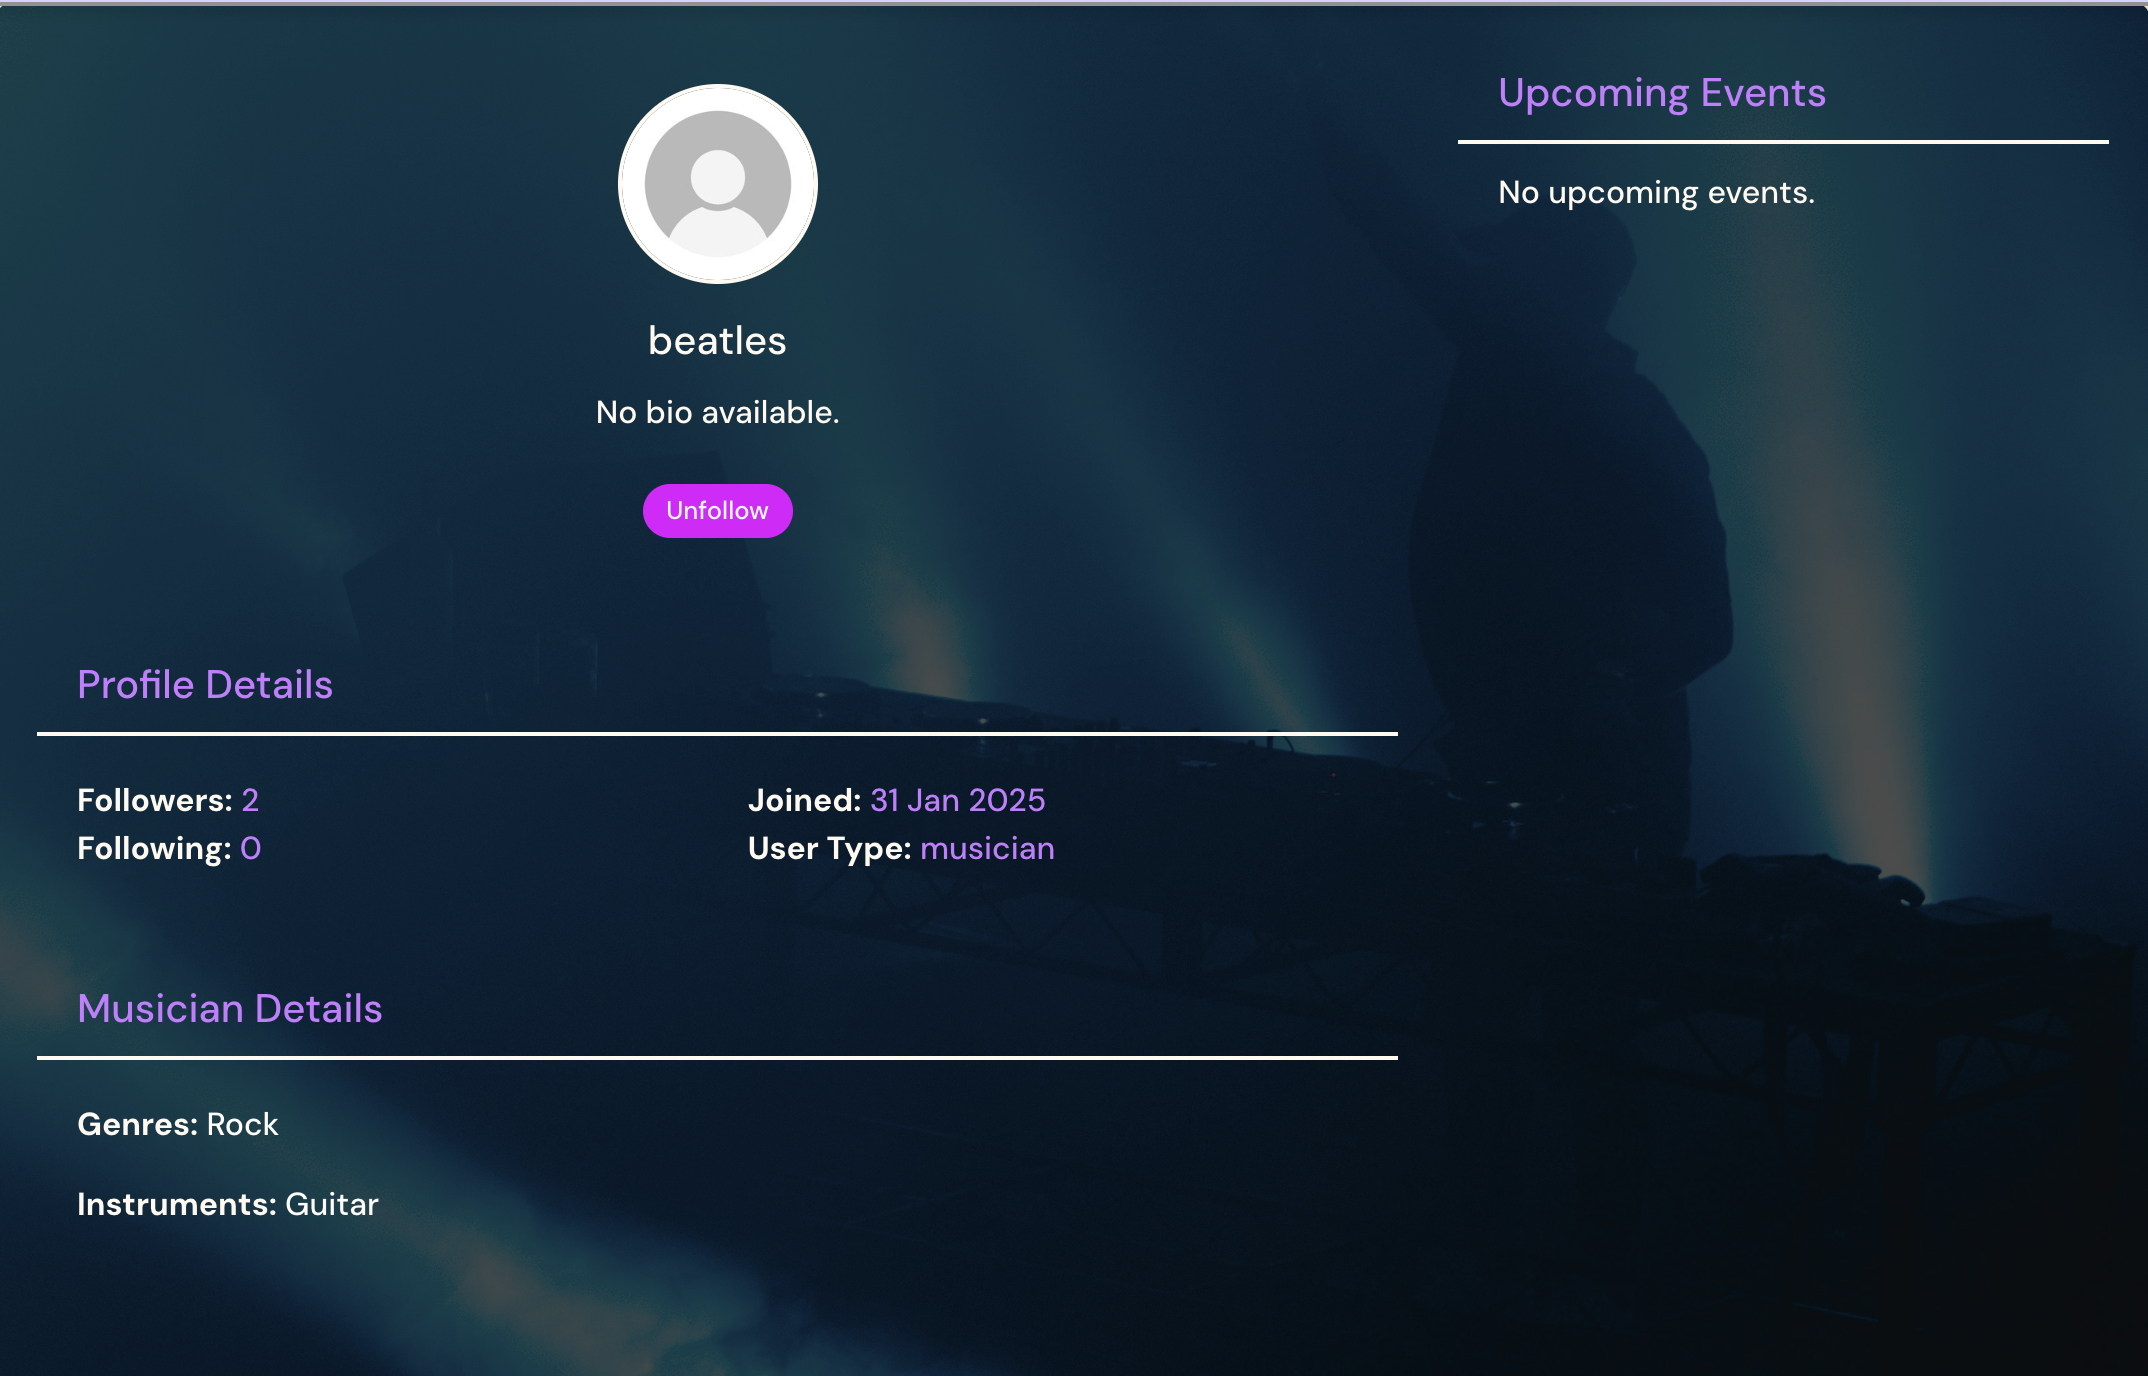 beatles
No bio available.
Unfollow
Profile Details
Followers: 2
Following: 0
Joined: 31 Jan 2025
User Type: musician
Musician Details
Genres: Rock
Instruments: Guitar
Upcoming Events
No upcoming events.